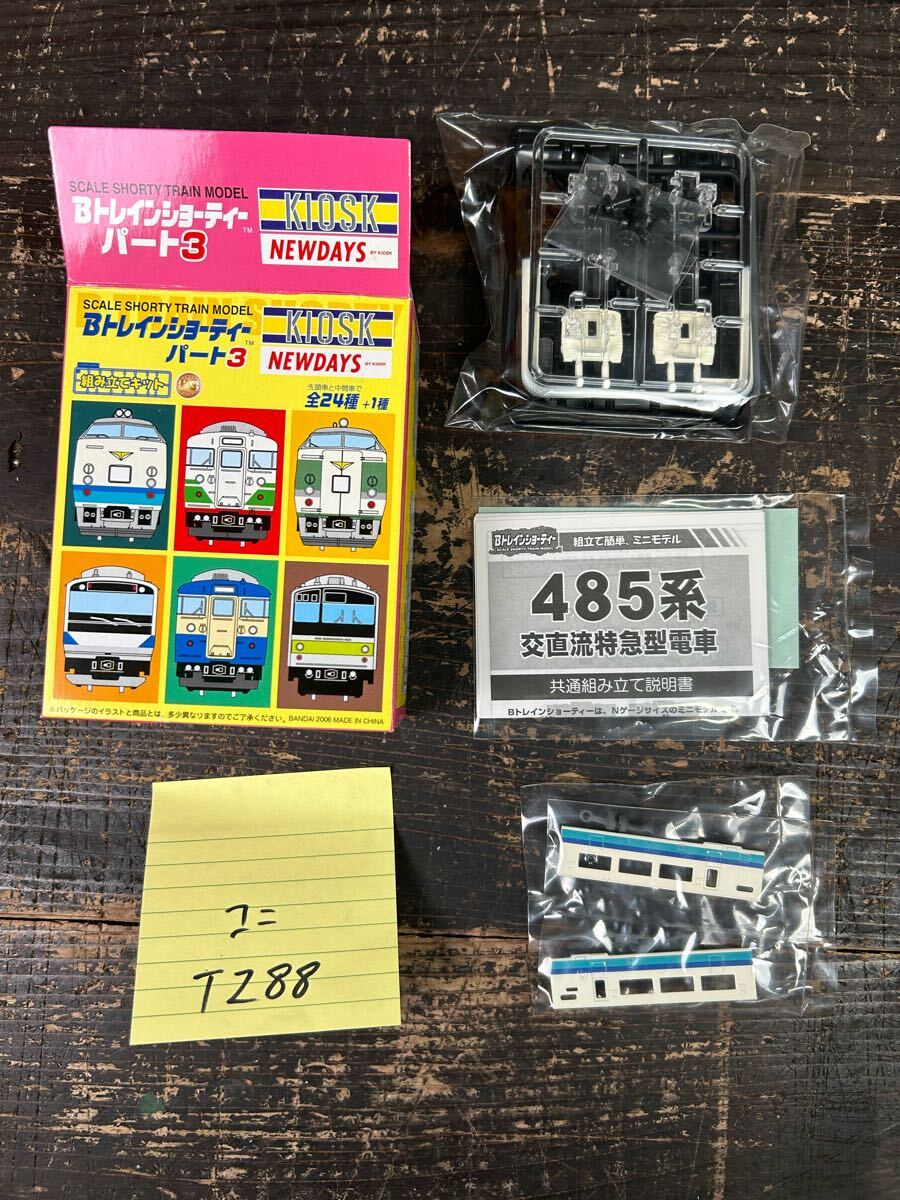 SCALE SHORTY TRAIN MODEL
Bトレインショーティー™
パート3
KIOSK
NEWDAYS BY KIOSK
SCALE SHORTY TRAIN MODEL
Bトレインショーティー™
パート3
KIOSK
NEWDAYS BY KIOSK
組み立てキット
先頭車と中間車で
全24種+1種
※パッケージのイラストと商品とは、多少異なりますのでご了承ください。 BANDAI 2006 MADE IN CHINA
Bトレインショーティー
SCALE SHORTY TRAIN MODEL
組立て簡単、ミニモデル
485系
交直流特急型電車
共通組み立て説明書
Bトレインショーティーは、Nゲージサイズのミニモデル
コニ
TZ88